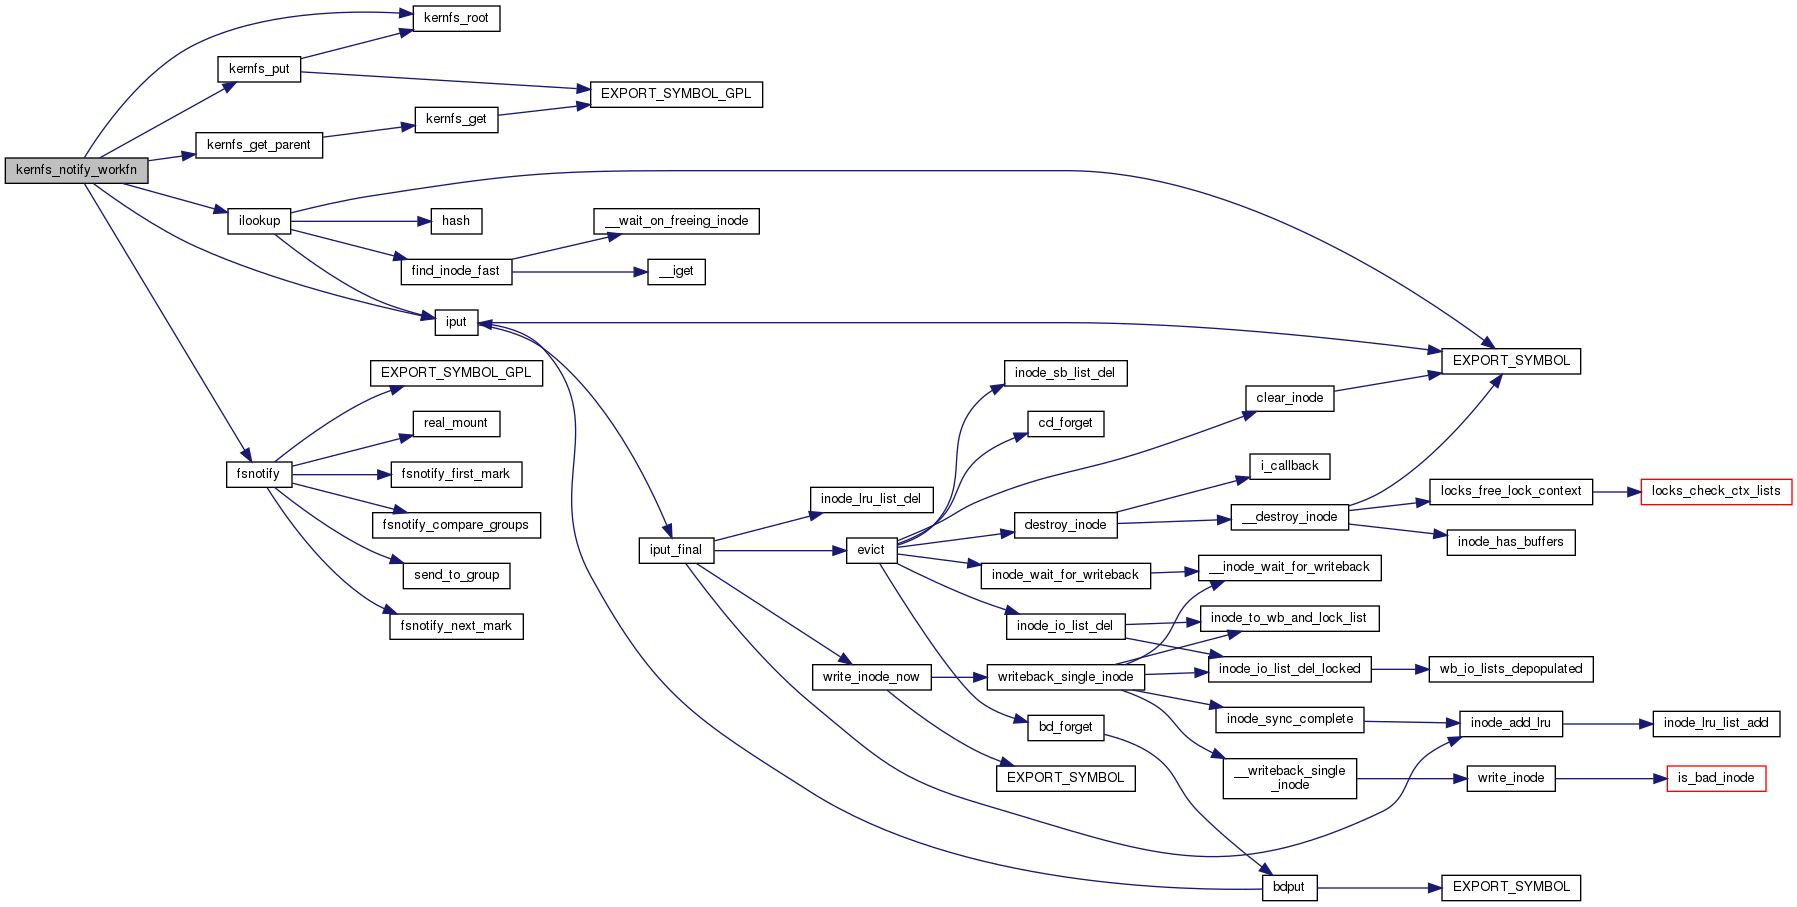 kernfs_root
kernfs_put
EXPORT_SYMBOL_GPL
kernfs_get
kernfs_get_parent
kernfs_notify_workfn
ilookup
hash
__wait_on_freeing_inode
find_inode_fast
__iget
iput
EXPORT_SYMBOL
EXPORT_SYMBOL_GPL
inode_sb_list_del
clear_inode
real_mount
cd_forget
fsnotify
fsnotify_first_mark
i_callback
inode_lru_list_del
locks_free_lock_context
locks_check_ctx_lists
fsnotify_compare_groups
destroy_inode
__destroy_inode
inode_has_buffers
iput_final
evict
send_to_group
inode_wait_for_writeback
__inode_wait_for_writeback
fsnotify_next_mark
inode_io_list_del
inode_to_wb_and_lock_list
write_inode_now
writeback_single_inode
inode_io_list_del_locked
wb_io_lists_depopulated
bd_forget
inode_sync_complete
inode_add_lru
inode_lru_list_add
EXPORT_SYMBOL
__writeback_single
_inode
write_inode
is_bad_inode
bdput
EXPORT_SYMBOL